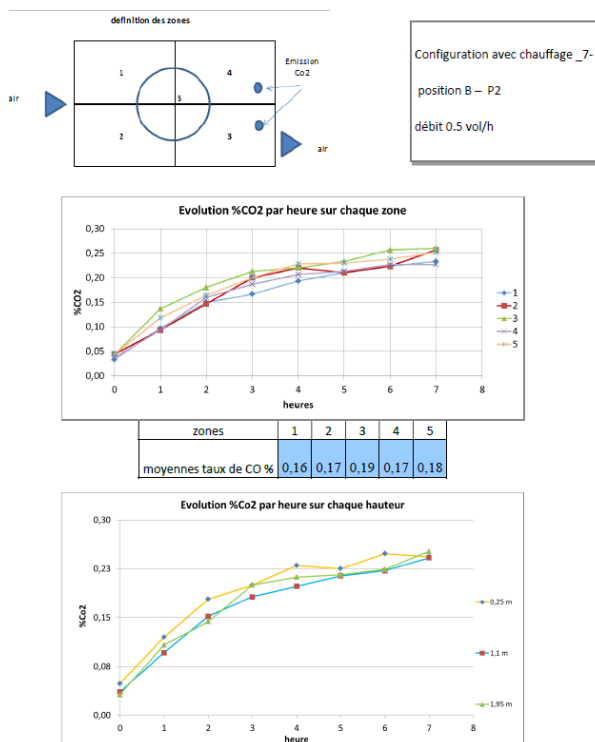 definition des zones
1
4
Emission
Co2
5
air
2
3
air
Configuration avec chauffage _7-
position B – P2
débit 0.5 vol/h
Evolution %CO2 par heure sur chaque zone
%CO2
0,30
0,25
0,20
0,15
0,10
0,05
0,00
0 1 2 3 4 5 6 7 8
heures
1
2
3
4
5
zones 1 2 3 4 5
moyennes taux de CO % 0,16 0,17 0,19 0,17 0,18
Evolution %Co2 par heure sur chaque hauteur
%Co2
0,30
0,23
0,15
0,08
0,00
0 1 2 3 4 5 6 7 8
heure
0,25 m
1,1 m
1,95 m